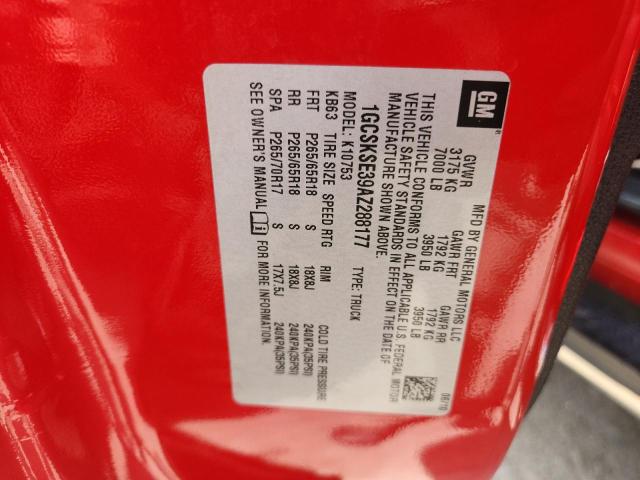 GM
MFD BY GENERAL MOTORS LLC 08/10
GVWR GAWR FRT GAWR RR
3175 KG 1792 KG 1792 KG
7000 LB 3950 LB 3950 LB
THIS VEHICLE CONFORMS TO ALL APPLICABLE U.S. FEDERAL MOTOR
VEHICLE SAFETY STANDARDS IN EFFECT ON THE DATE OF
MANUFACTURE SHOWN ABOVE.
1GCSKSE39AZ288177
MODEL: K10753 TYPE: TRUCK
KB63 TIRE SIZE SPEED RTG RIM COLD TIRE PRESSURE
FRT P265/65R18 S 18X8J 240KPA(35PSI)
RR P265/65R18 S 18X8J 240KPA(35PSI)
SPA P265/70R17 S 17X7.5J 240KPA(35PSI)
SEE OWNER'S MANUAL FOR MORE INFORMATION.